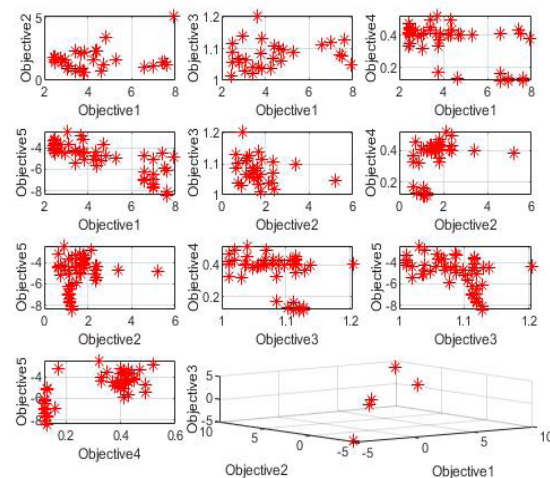 5
0
2 4 6 8
Objective2
Objective1
1.2
1.1
1
2 4 6 8
Objective3
Objective1
0.4
0.2
2 4 6 8
Objective4
Objective1
-4
-6
-8
2 4 6 8
Objective5
Objective1
1.2
1.1
1
0 2 4 6
Objective3
Objective2
0.4
0.2
0 2 4 6
Objective4
Objective2
-4
-6
-8
0 2 4 6
Objective5
Objective2
0.4
0.2
1 1.1 1.2
Objective4
Objective3
-4
-6
-8
1 1.1 1.2
Objective5
Objective3
-4
-6
-8
0.2 0.4 0.6
Objective5
Objective4
5
0
-5
-10
10 5 0 -5
-5 0 5 10
Objective3
Objective2
Objective1